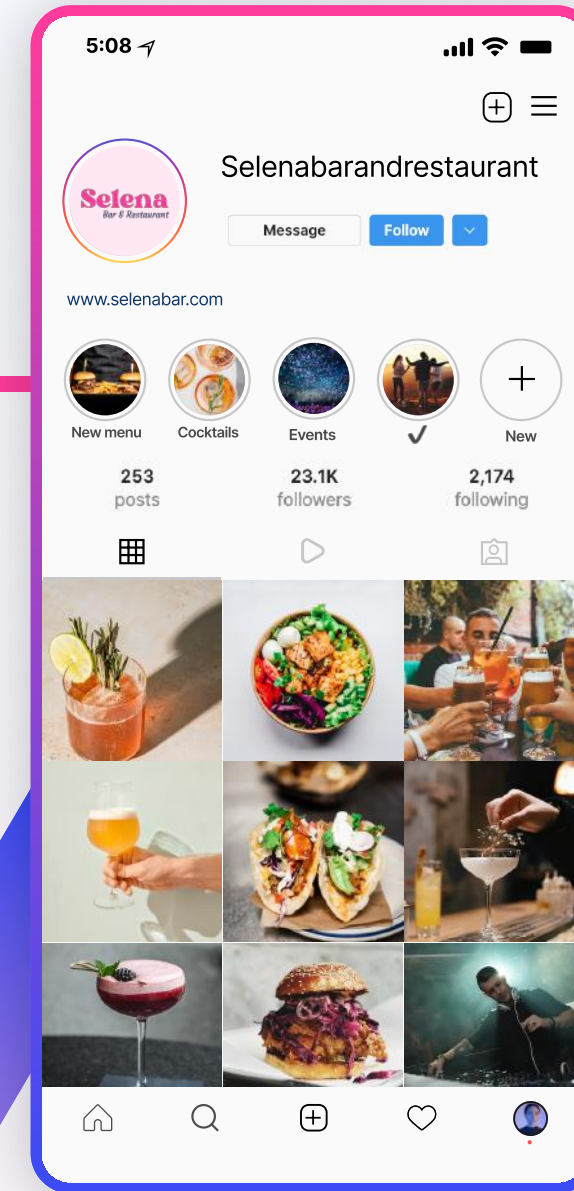 5:08
Selenabarandrestaurant
Selena
Bar & Restaurant
Message
Follow
www.selenabar.com
New menu
Cocktails
Events
New
253
23.1K
2,174
posts
followers
following